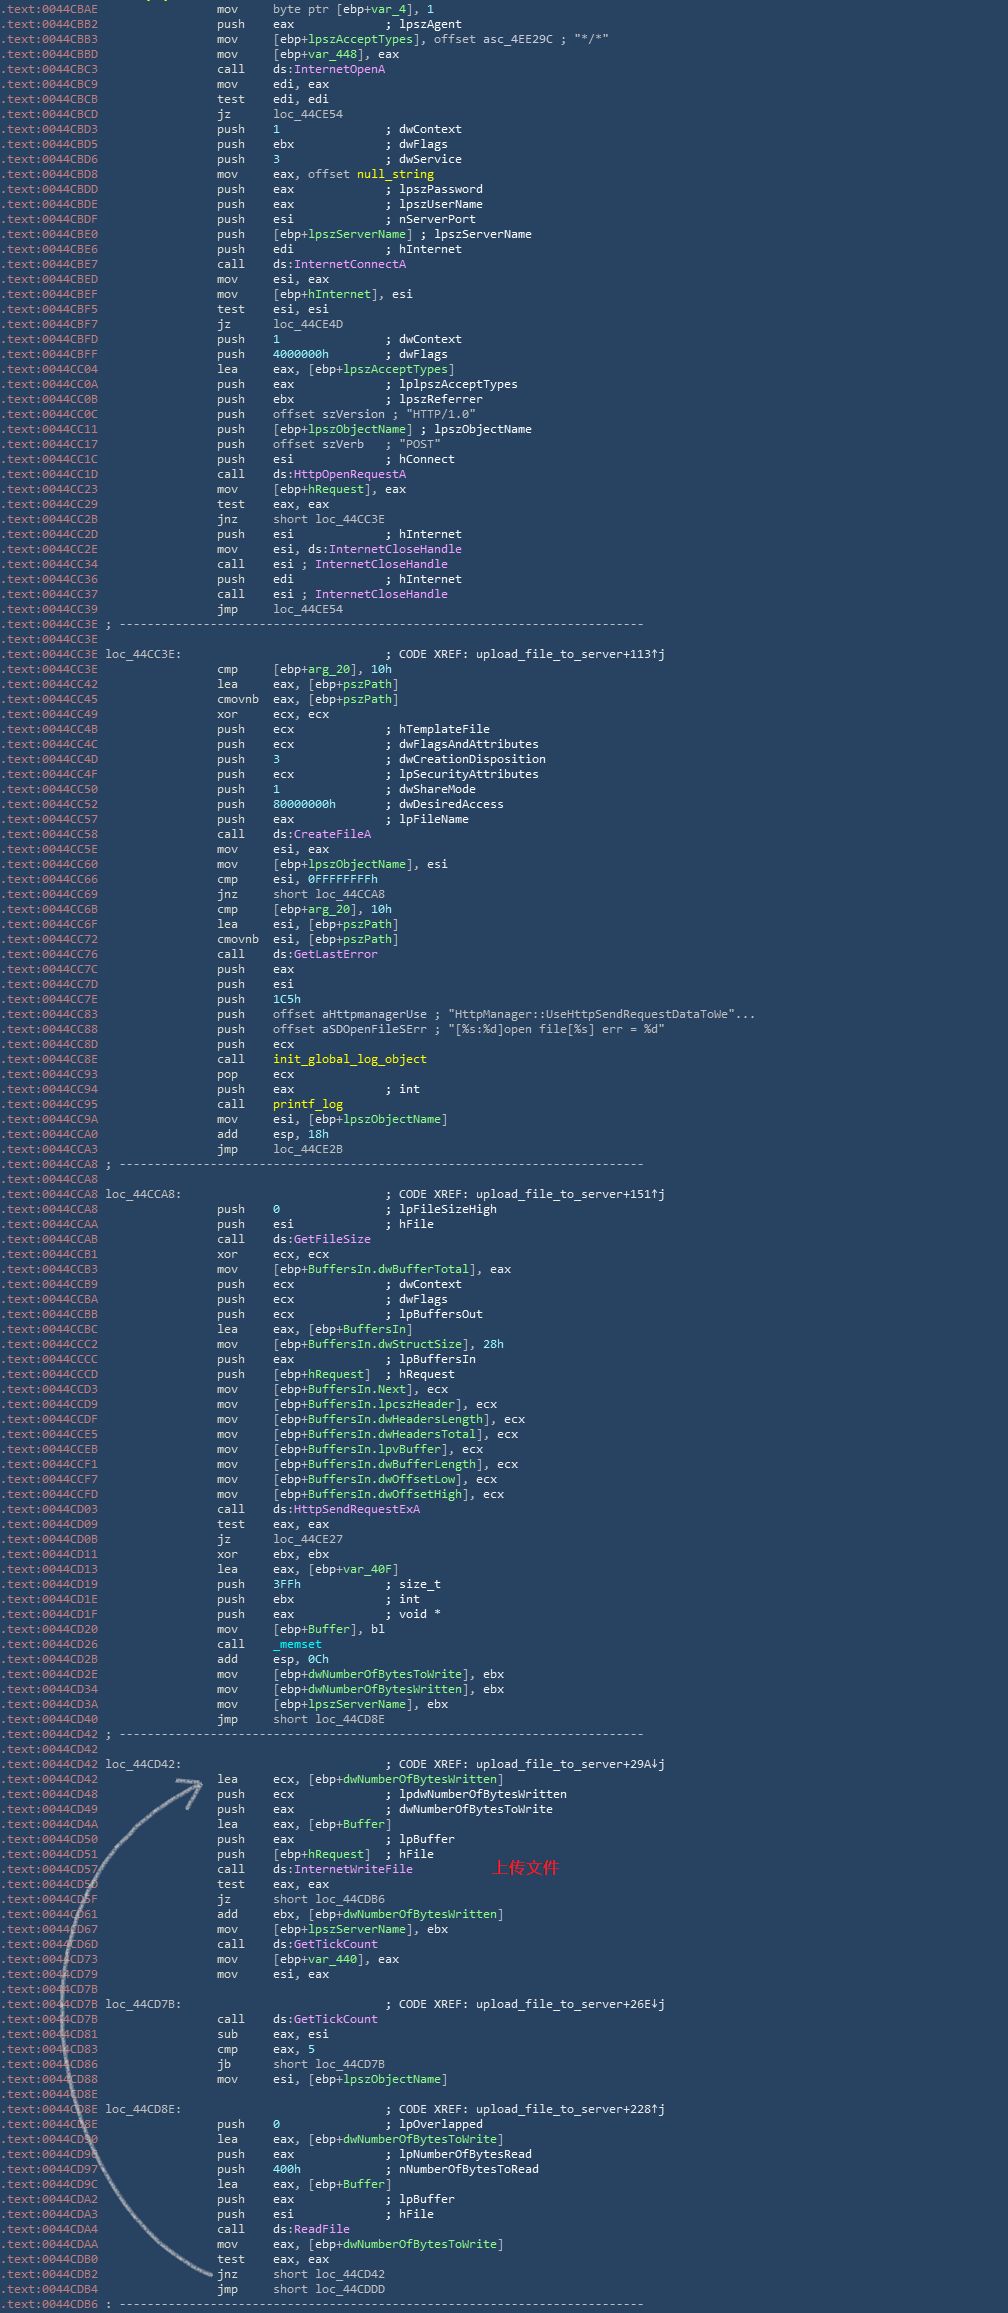 .text:0044CBAE mov byte ptr [ebp+var_4], 1
.text:0044CBB2 push eax ; lpszAgent
.text:0044CBB3 mov [ebp+lpszAcceptTypes], offset asc_4EE29C ; "*/*"
.text:0044CBBD mov [ebp+var_448], eax
.text:0044CBC3 call ds:InternetOpenA
.text:0044CBC9 mov edi, eax
.text:0044CBCB test edi, edi
.text:0044CBCD jz loc_44CE54
.text:0044CBD3 push 1 ; dwContext
.text:0044CBD5 push ebx ; dwFlags
.text:0044CBD6 push 3 ; dwService
.text:0044CBD8 mov eax, offset null_string
.text:0044CBDD push eax ; lpszPassword
.text:0044CBDE push eax ; lpszUserName
.text:0044CBDF push esi ; nServerPort
.text:0044CBE0 push [ebp+lpszServerName] ; lpszServerName
.text:0044CBE6 push edi ; hInternet
.text:0044CBE7 call ds:InternetConnectA
.text:0044CBED mov esi, eax
.text:0044CBEF mov [ebp+hInternet], esi
.text:0044CBF5 test esi, esi
.text:0044CBF7 jz loc_44CE4D
.text:0044CBFD push 1 ; dwContext
.text:0044CBFF push 4000000h ; dwFlags
.text:0044CC04 lea eax, [ebp+lpszAcceptTypes]
.text:0044CC0A push eax ; lplpszAcceptTypes
.text:0044CC0B push ebx ; lpszReferrer
.text:0044CC0C push offset szVersion ; "HTTP/1.0"
.text:0044CC11 push [ebp+lpszObjectName] ; lpszObjectName
.text:0044CC17 push offset szVerb ; "POST"
.text:0044CC1C push esi ; hConnect
.text:0044CC1D call ds:HttpOpenRequestA
.text:0044CC23 mov [ebp+hRequest], eax
.text:0044CC29 test eax, eax
.text:0044CC2B jnz short loc_44CC3E
.text:0044CC2D push esi ; hInternet
.text:0044CC2E mov esi, ds:InternetCloseHandle
.text:0044CC34 call esi ; InternetCloseHandle
.text:0044CC36 push edi ; hInternet
.text:0044CC37 call esi ; InternetCloseHandle
.text:0044CC39 jmp loc_44CE54
.text:0044CC3E ; ---------------------------------------------------------------------------
.text:0044CC3E
.text:0044CC3E loc_44CC3E: ; CODE XREF: upload_file_to_server+113↑j
.text:0044CC3E cmp [ebp+arg_20], 10h
.text:0044CC42 lea eax, [ebp+pszPath]
.text:0044CC45 cmovnb eax, [ebp+pszPath]
.text:0044CC49 xor ecx, ecx
.text:0044CC4B push ecx ; hTemplateFile
.text:0044CC4C push ecx ; dwFlagsAndAttributes
.text:0044CC4D push 3 ; dwCreationDisposition
.text:0044CC4F push ecx ; lpSecurityAttributes
.text:0044CC50 push 1 ; dwShareMode
.text:0044CC52 push 80000000h ; dwDesiredAccess
.text:0044CC57 push eax ; lpFileName
.text:0044CC58 call ds:CreateFileA
.text:0044CC5E mov esi, eax
.text:0044CC60 mov [ebp+lpszObjectName], esi
.text:0044CC66 cmp esi, 0FFFFFFFFh
.text:0044CC69 jnz short loc_44CCA8
.text:0044CC6B cmp [ebp+arg_20], 10h
.text:0044CC6F lea esi, [ebp+pszPath]
.text:0044CC72 cmovnb esi, [ebp+pszPath]
.text:0044CC76 call ds:GetLastError
.text:0044CC7C push eax
.text:0044CC7D push esi
.text:0044CC7E push 1C5h
.text:0044CC83 push offset aHttpmanagerUse ; "HttpManager::UseHttpSendRequestDataToWe"...
.text:0044CC88 push offset aSDOpenFileSErr ; "[%s:%d]open file[%s] err = %d"
.text:0044CC8D push ecx
.text:0044CC8E call init_global_log_object
.text:0044CC93 pop ecx
.text:0044CC94 push eax ; int
.text:0044CC95 call printf_log
.text:0044CC9A mov esi, [ebp+lpszObjectName]
.text:0044CCA0 add esp, 18h
.text:0044CCA3 jmp loc_44CE2B
.text:0044CCA8 ; ---------------------------------------------------------------------------
.text:0044CCA8
.text:0044CCA8 loc_44CCA8: ; CODE XREF: upload_file_to_server+151↑j
.text:0044CCA8 push 0 ; lpFileSizeHigh
.text:0044CCAA push esi ; hFile
.text:0044CCAB call ds:GetFileSize
.text:0044CCB1 xor ecx, ecx
.text:0044CCB3 mov [ebp+BuffersIn.dwBufferTotal], eax
.text:0044CCB9 push ecx ; dwContext
.text:0044CCBA push ecx ; dwFlags
.text:0044CCBB push ecx ; lpBuffersOut
.text:0044CCBC lea eax, [ebp+BuffersIn]
.text:0044CCC2 mov [ebp+BuffersIn.dwStructSize], 28h
.text:0044CCCC push eax ; lpBuffersIn
.text:0044CCCD push [ebp+hRequest] ; hRequest
.text:0044CCD3 mov [ebp+BuffersIn.Next], ecx
.text:0044CCD9 mov [ebp+BuffersIn.lpcszHeader], ecx
.text:0044CCDF mov [ebp+BuffersIn.dwHeadersLength], ecx
.text:0044CCE5 mov [ebp+BuffersIn.dwHeadersTotal], ecx
.text:0044CCEB mov [ebp+BuffersIn.lpvBuffer], ecx
.text:0044CCF1 mov [ebp+BuffersIn.dwBufferLength], ecx
.text:0044CCF7 mov [ebp+BuffersIn.dwOffsetLow], ecx
.text:0044CCFD mov [ebp+BuffersIn.dwOffsetHigh], ecx
.text:0044CD03 call ds:HttpSendRequestExA
.text:0044CD09 test eax, eax
.text:0044CD0B jz loc_44CE27
.text:0044CD11 xor ebx, ebx
.text:0044CD13 lea eax, [ebp+var_40F]
.text:0044CD19 push 3FFh ; size_t
.text:0044CD1E push ebx ; int
.text:0044CD1F push eax ; void *
.text:0044CD20 mov [ebp+Buffer], bl
.text:0044CD26 call _memset
.text:0044CD2B add esp, 0Ch
.text:0044CD2E mov [ebp+dwNumberOfBytesToWrite], ebx
.text:0044CD34 mov [ebp+dwNumberOfBytesWritten], ebx
.text:0044CD3A mov [ebp+lpszServerName], ebx
.text:0044CD40 jmp short loc_44CD8E
.text:0044CD42 ; ---------------------------------------------------------------------------
.text:0044CD42
.text:0044CD42 loc_44CD42: ; CODE XREF: upload_file_to_server+29A↓j
.text:0044CD42 lea ecx, [ebp+dwNumberOfBytesWritten]
.text:0044CD48 push ecx ; lpdwNumberOfBytesWritten
.text:0044CD49 push eax ; dwNumberOfBytesToWrite
.text:0044CD4A lea eax, [ebp+Buffer]
.text:0044CD50 push eax ; lpBuffer
.text:0044CD51 push [ebp+hRequest] ; hFile
.text:0044CD57 call ds:InternetWriteFile 上传文件
.text:0044CD5D test eax, eax
.text:0044CD5F jz short loc_44CDB6
.text:0044CD61 add ebx, [ebp+dwNumberOfBytesWritten]
.text:0044CD67 mov [ebp+lpszServerName], ebx
.text:0044CD6D call ds:GetTickCount
.text:0044CD73 mov [ebp+var_440], eax
.text:0044CD79 mov esi, eax
.text:0044CD7B
.text:0044CD7B loc_44CD7B: ; CODE XREF: upload_file_to_server+26E↓j
.text:0044CD7B call ds:GetTickCount
.text:0044CD81 sub eax, esi
.text:0044CD83 cmp eax, 5
.text:0044CD86 jb short loc_44CD7B
.text:0044CD88 mov esi, [ebp+lpszObjectName]
.text:0044CD8E
.text:0044CD8E loc_44CD8E: ; CODE XREF: upload_file_to_server+228↑j
.text:0044CD8E push 0 ; lpOverlapped
.text:0044CD90 lea eax, [ebp+dwNumberOfBytesToWrite]
.text:0044CD96 push eax ; lpNumberOfBytesRead
.text:0044CD97 push 400h ; nNumberOfBytesToRead
.text:0044CD9C lea eax, [ebp+Buffer]
.text:0044CDA2 push eax ; lpBuffer
.text:0044CDA3 push esi ; hFile
.text:0044CDA4 call ds:ReadFile
.text:0044CDAA mov eax, [ebp+dwNumberOfBytesToWrite]
.text:0044CDB0 test eax, eax
.text:0044CDB2 jnz short loc_44CD42
.text:0044CDB4 jmp short loc_44CDDD
.text:0044CDB6 ; ---------------------------------------------------------------------------